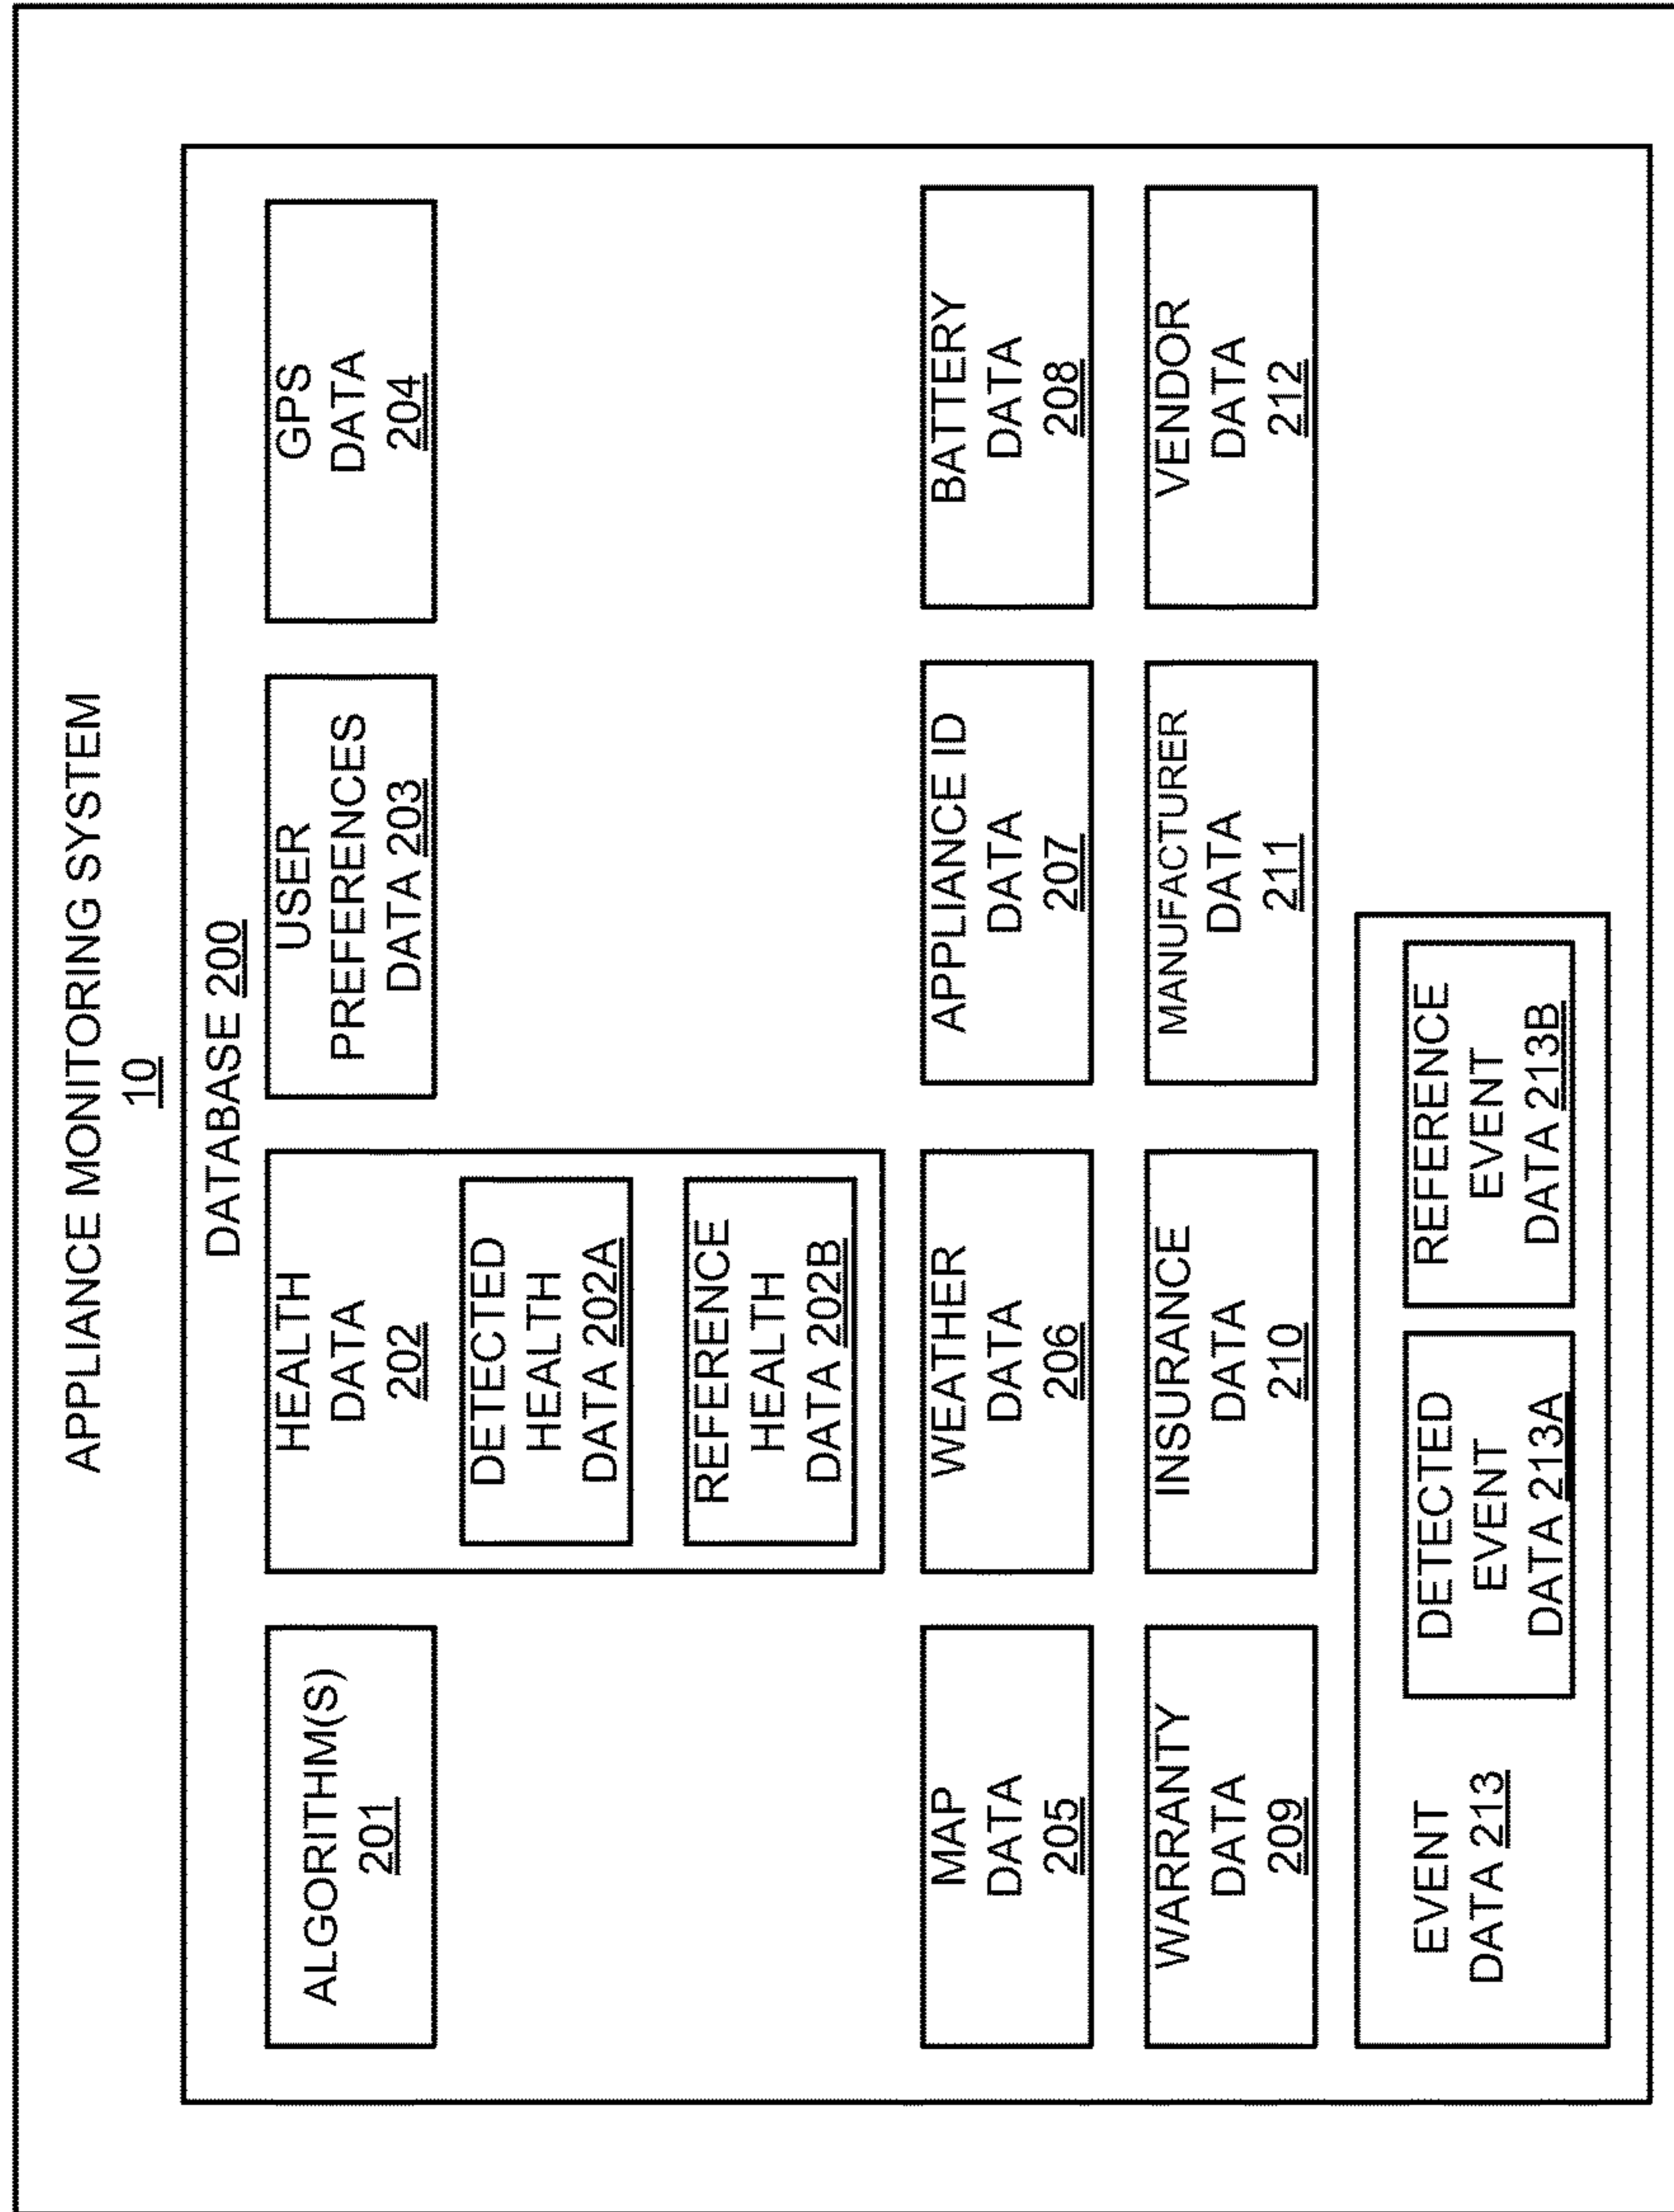 APPLIANCE MONITORING SYSTEM
10
DATABASE 200
ALGORITHM(S)
201
HEALTH
DATA
202
DETECTED
HEALTH
DATA 202A
REFERENCE
HEALTH
DATA 202B
USER
PREFERENCES
DATA 203
GPS
DATA
204
MAP
DATA
205
WEATHER
DATA
206
APPLIANCE ID
DATA
207
BATTERY
DATA
208
WARRANTY
DATA
209
INSURANCE
DATA
210
MANUFACTURER
DATA
211
VENDOR
DATA
212
EVENT
DATA 213
DETECTED
EVENT
DATA 213A
REFERENCE
EVENT
DATA 213B